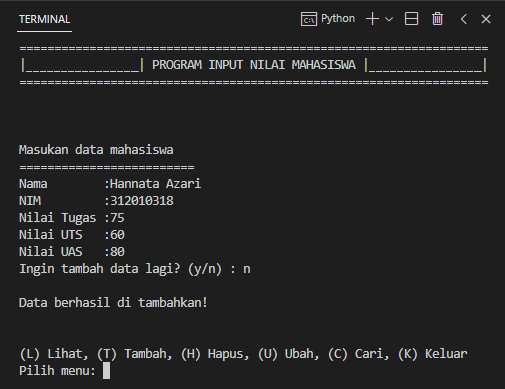 TERMINAL
Python
===================================================================
|________________| PROGRAM INPUT NILAI MAHASISWA |________________|
===================================================================
Masukan data mahasiswa
=========================
Nama        :Hannata Azari
NIM         :312010318
Nilai Tugas :75
Nilai UTS   :60
Nilai UAS   :80
Ingin tambah data lagi? (y/n) : n
Data berhasil di tambahkan!
(L) Lihat, (T) Tambah, (H) Hapus, (U) Ubah, (C) Cari, (K) Keluar
Pilih menu: